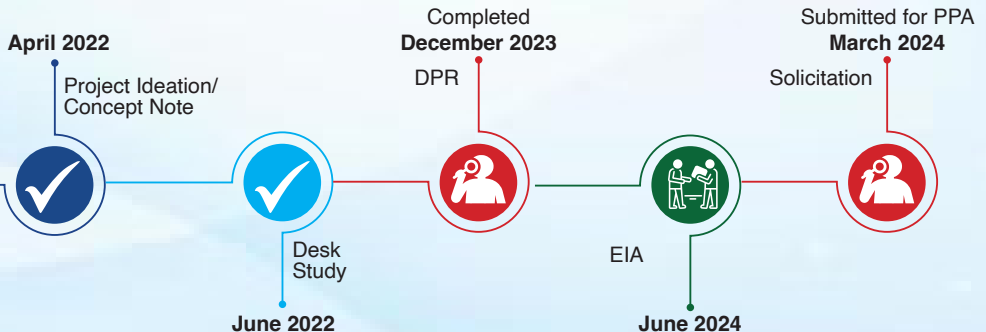 April 2022
Project Ideation/
Concept Note
Desk
Study
June 2022
Completed
December 2023
DPR
EIA
June 2024
Submitted for PPA
March 2024
Solicitation